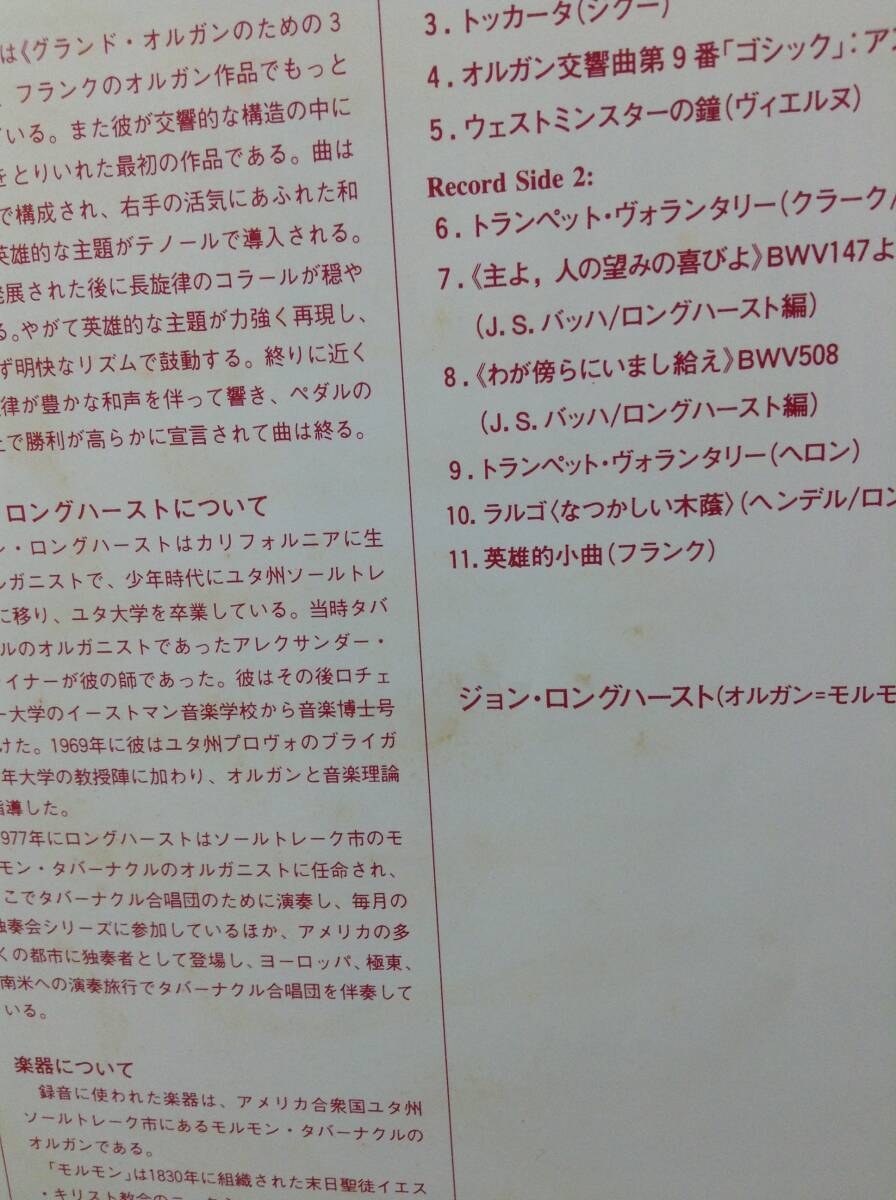 は《グランド・オルガンのための3
、フランクのオルガン作品でもっと
いる。また彼が交響的な構造の中に
をとりいれた最初の作品である。曲は
で構成され、右手の活気にあふれた和
英雄的な主題がテノールで導入される。
発展された後に長旋律のコラールが穏や
る。やがて英雄的な主題が力強く再現し、
ず明快なリズムで鼓動する。終りに近く
律が豊かな和声を伴って響き、ペダルの
上で勝利が高らかに宣言されて曲は終る。
ロングハーストについて
ン・ロングハーストはカリフォルニアに生
ルガニストで、少年時代にユタ州ソールトレ
に移り、ユタ大学を卒業している。当時タバ
ルのオルガニストであったアレクサンダー・
ライナーが彼の師であった。彼はその後ロチェ
ー大学のイーストマン音楽学校から音楽博士号
けた。1969年に彼はユタ州プロヴォのブライガ
年大学の教授陣に加わり、オルガンと音楽理論
指導した。
1977年にロングハーストはソールトレーク市のモ
モン・タバーナクルのオルガニストに任命され、
こでタバーナクル合唱団のために演奏し、毎月の
独奏会シリーズに参加しているほか、アメリカの多
くの都市に独奏者として登場し、ヨーロッパ、極東、
南米への演奏旅行でタバーナクル合唱団を伴奏して
いる。
楽器について
録音に使われた楽器は、アメリカ合衆国ユタ州
ソールトレーク市にあるモルモン・タバーナクルの
オルガンである。
「モルモン」は1830年に組織された末日聖徒イエス
・キリスト教会の
3. トッカータ(ジグー)
4. オルガン交響曲第9番「ゴシック」: アン
5. ウェストミンスターの鐘(ヴィエルヌ)
Record Side 2:
6. トランペット・ヴォランタリー(クラーク/
7.《主よ, 人の望みの喜びよ》BWV147よ
(J. S. バッハ/ロングハースト編)
8.《わが傍らにいまし給え》BWV508
(J. S. バッハ/ロングハースト編)
9. トランペット・ヴォランタリー(ヘロン)
10. ラルゴ〈なつかしい木蔭〉(ヘンデル/ロン
11. 英雄的小曲(フランク)
ジョン・ロングハースト(オルガン=モルモ